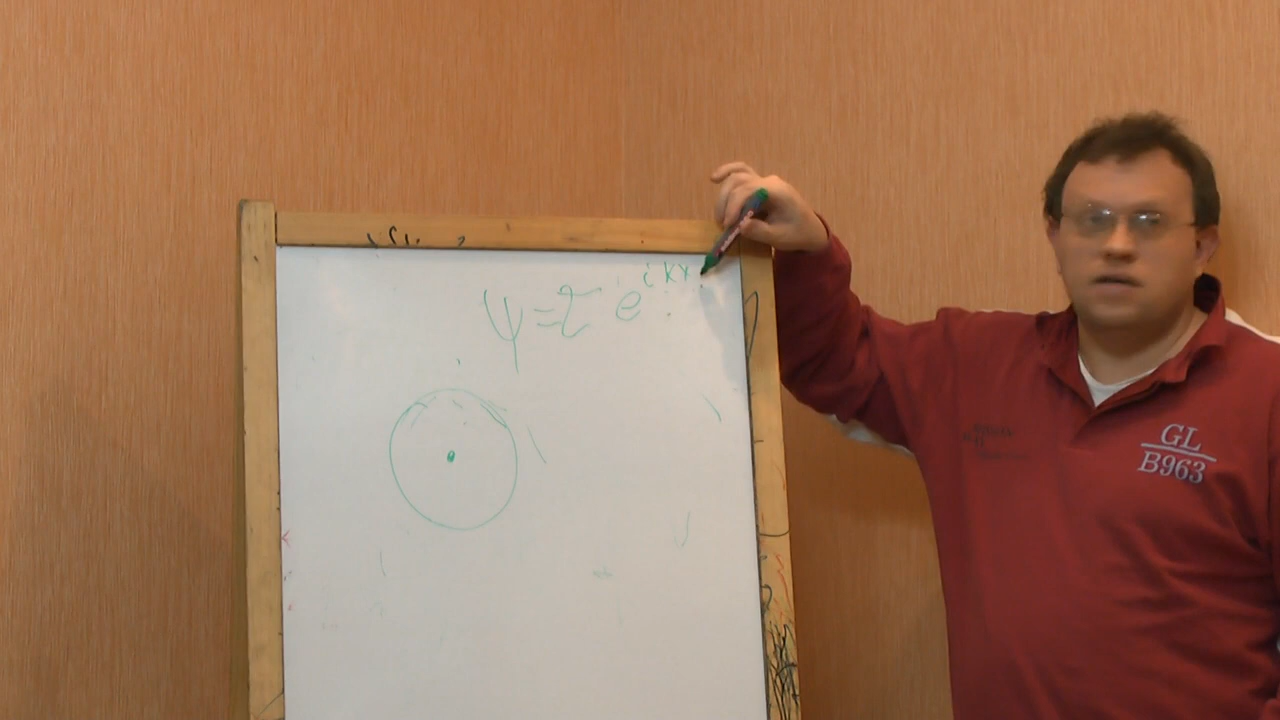 ψ = τ e^{ikx}
GL
B963